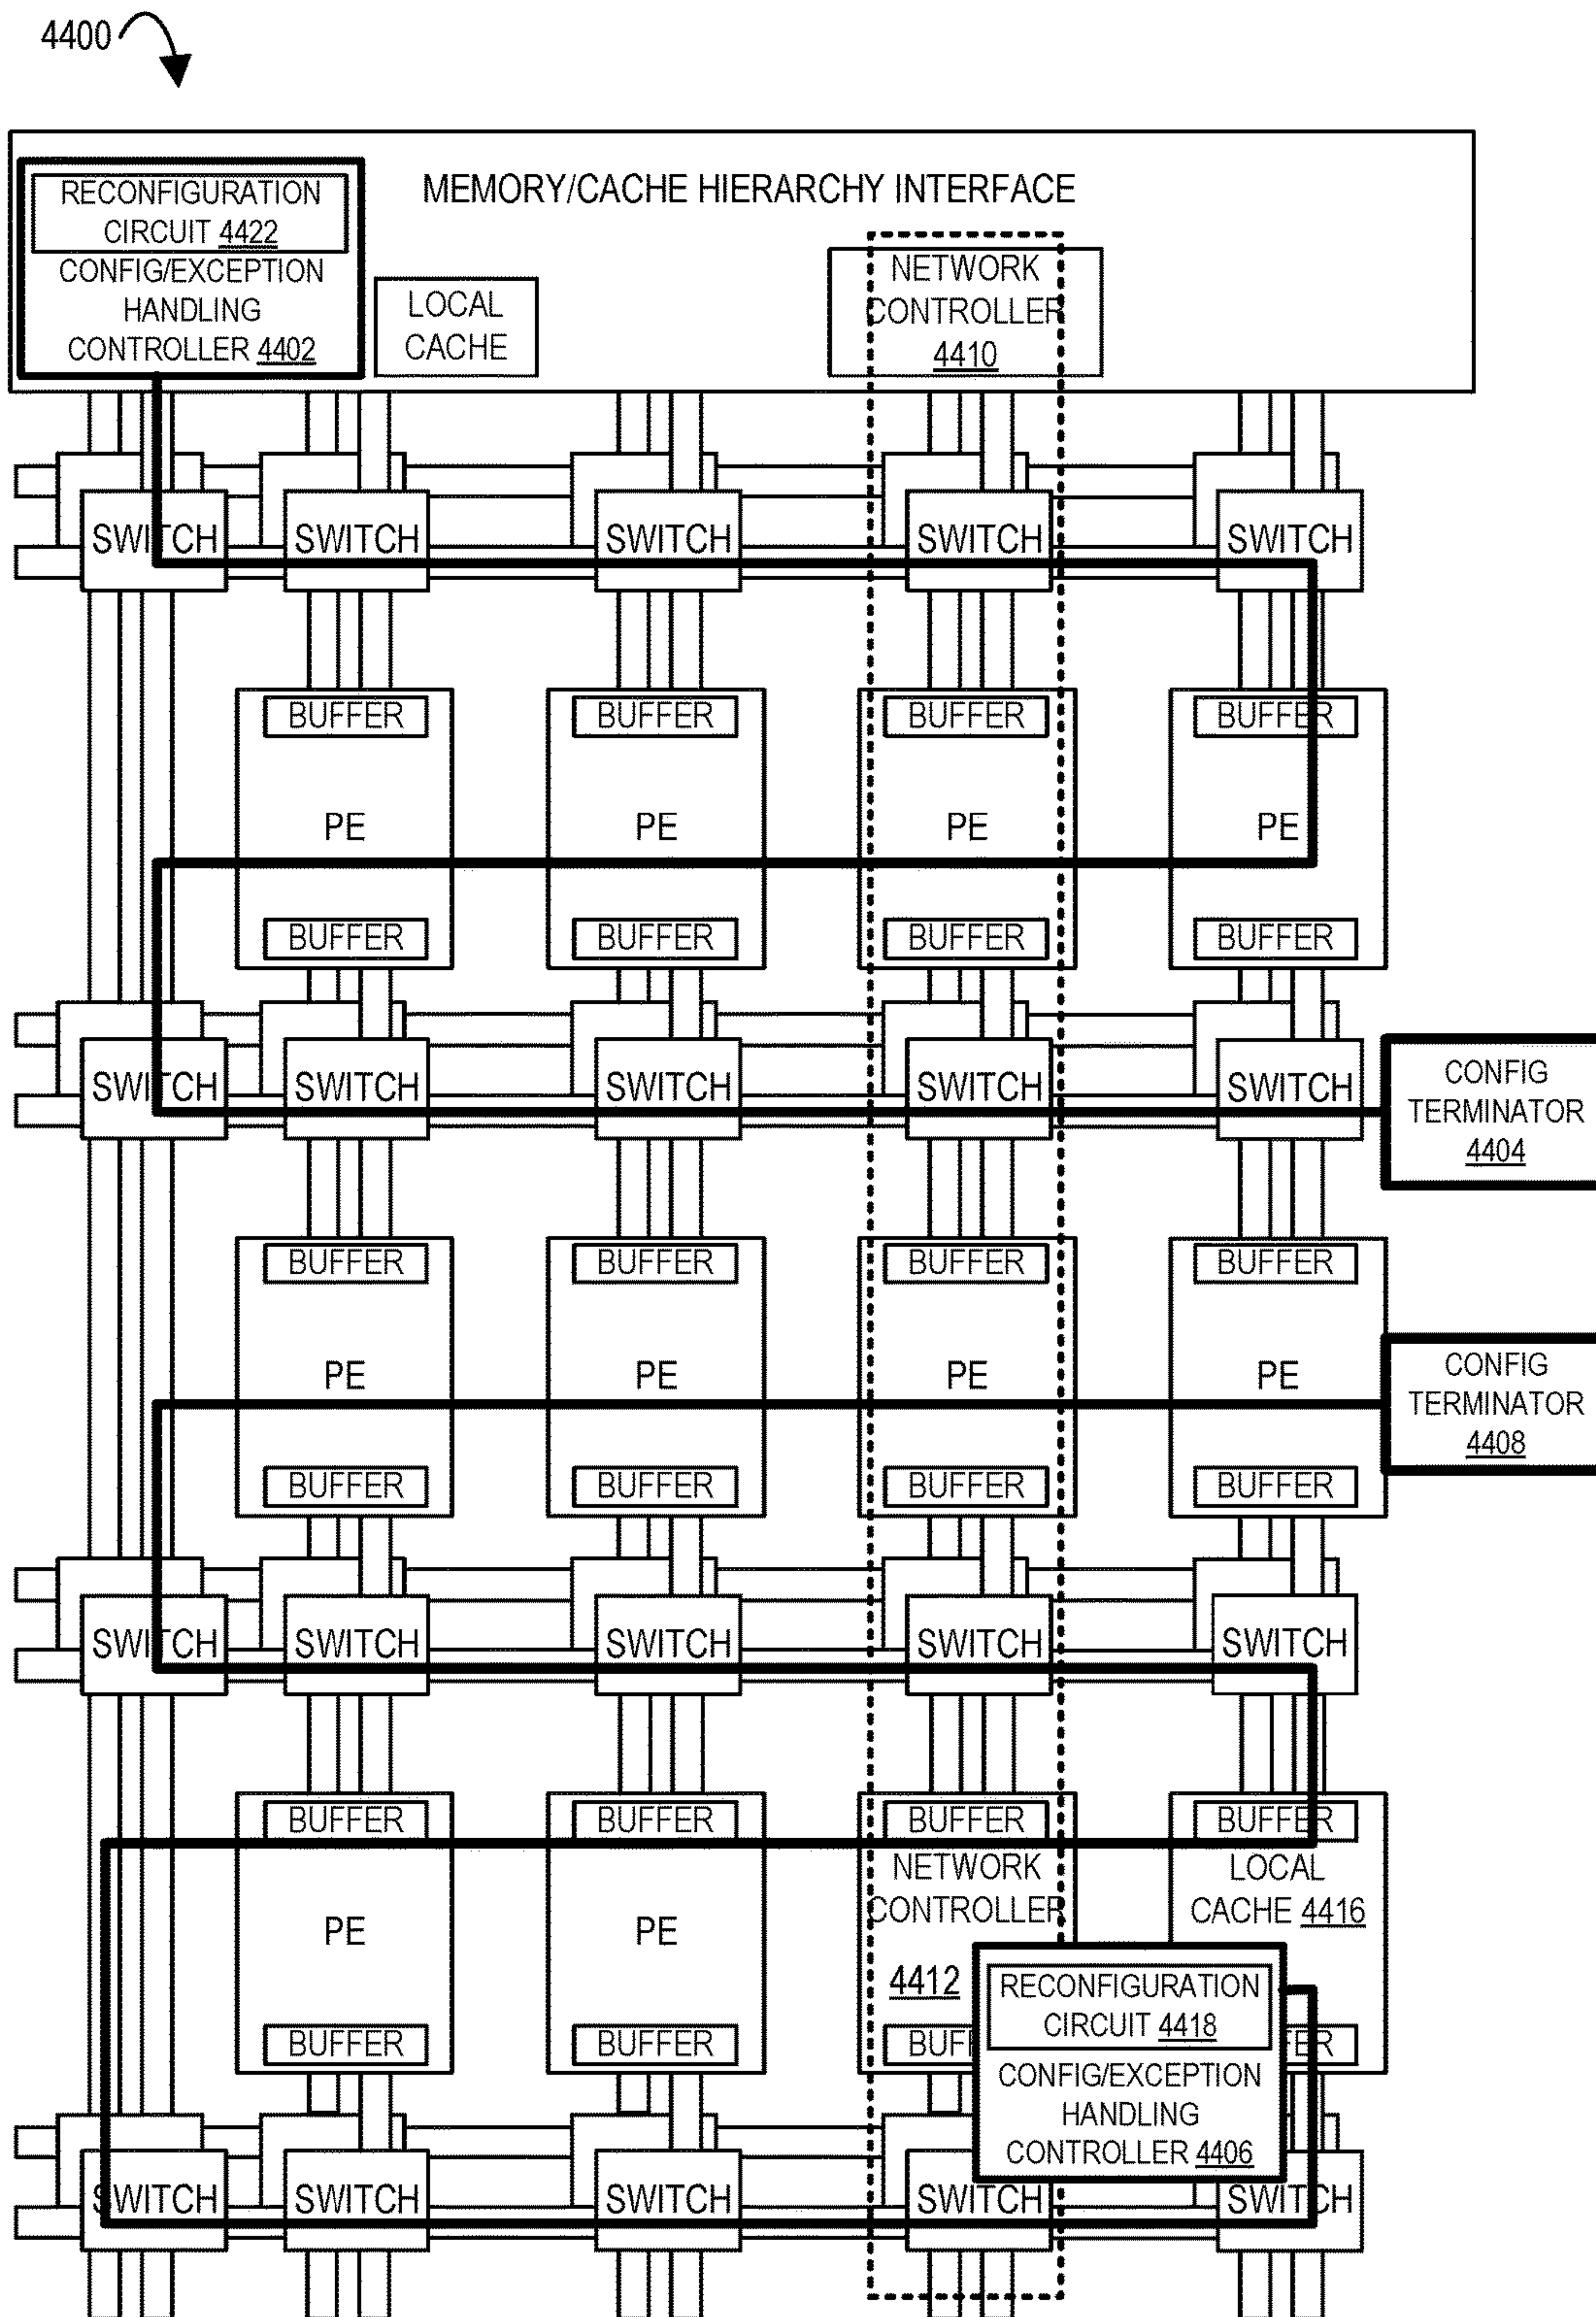 4400
MEMORY/CACHE HIERARCHY INTERFACE
RECONFIGURATION
CIRCUIT 4422
CONFIG/EXCEPTION
HANDLING
CONTROLLER 4402
LOCAL
CACHE
NETWORK
CONTROLLER
4410
SWITCH SWITCH SWITCH SWITCH SWITCH
BUFFER BUFFER BUFFER BUFFER
PE PE PE PE
BUFFER BUFFER BUFFER BUFFER
SWITCH SWITCH SWITCH SWITCH SWITCH
CONFIG
TERMINATOR
4404
BUFFER BUFFER BUFFER BUFFER
PE PE PE PE
CONFIG
TERMINATOR
4408
BUFFER BUFFER BUFFER BUFFER
SWITCH SWITCH SWITCH SWITCH SWITCH
BUFFER BUFFER BUFFER BUFFER
PE PE
NETWORK
CONTROLLER
4412
LOCAL
CACHE 4416
RECONFIGURATION
CIRCUIT 4418
CONFIG/EXCEPTION
HANDLING
CONTROLLER 4406
BUFFER BUFFER BUF FER
SWITCH SWITCH SWITCH SWITCH SWITCH